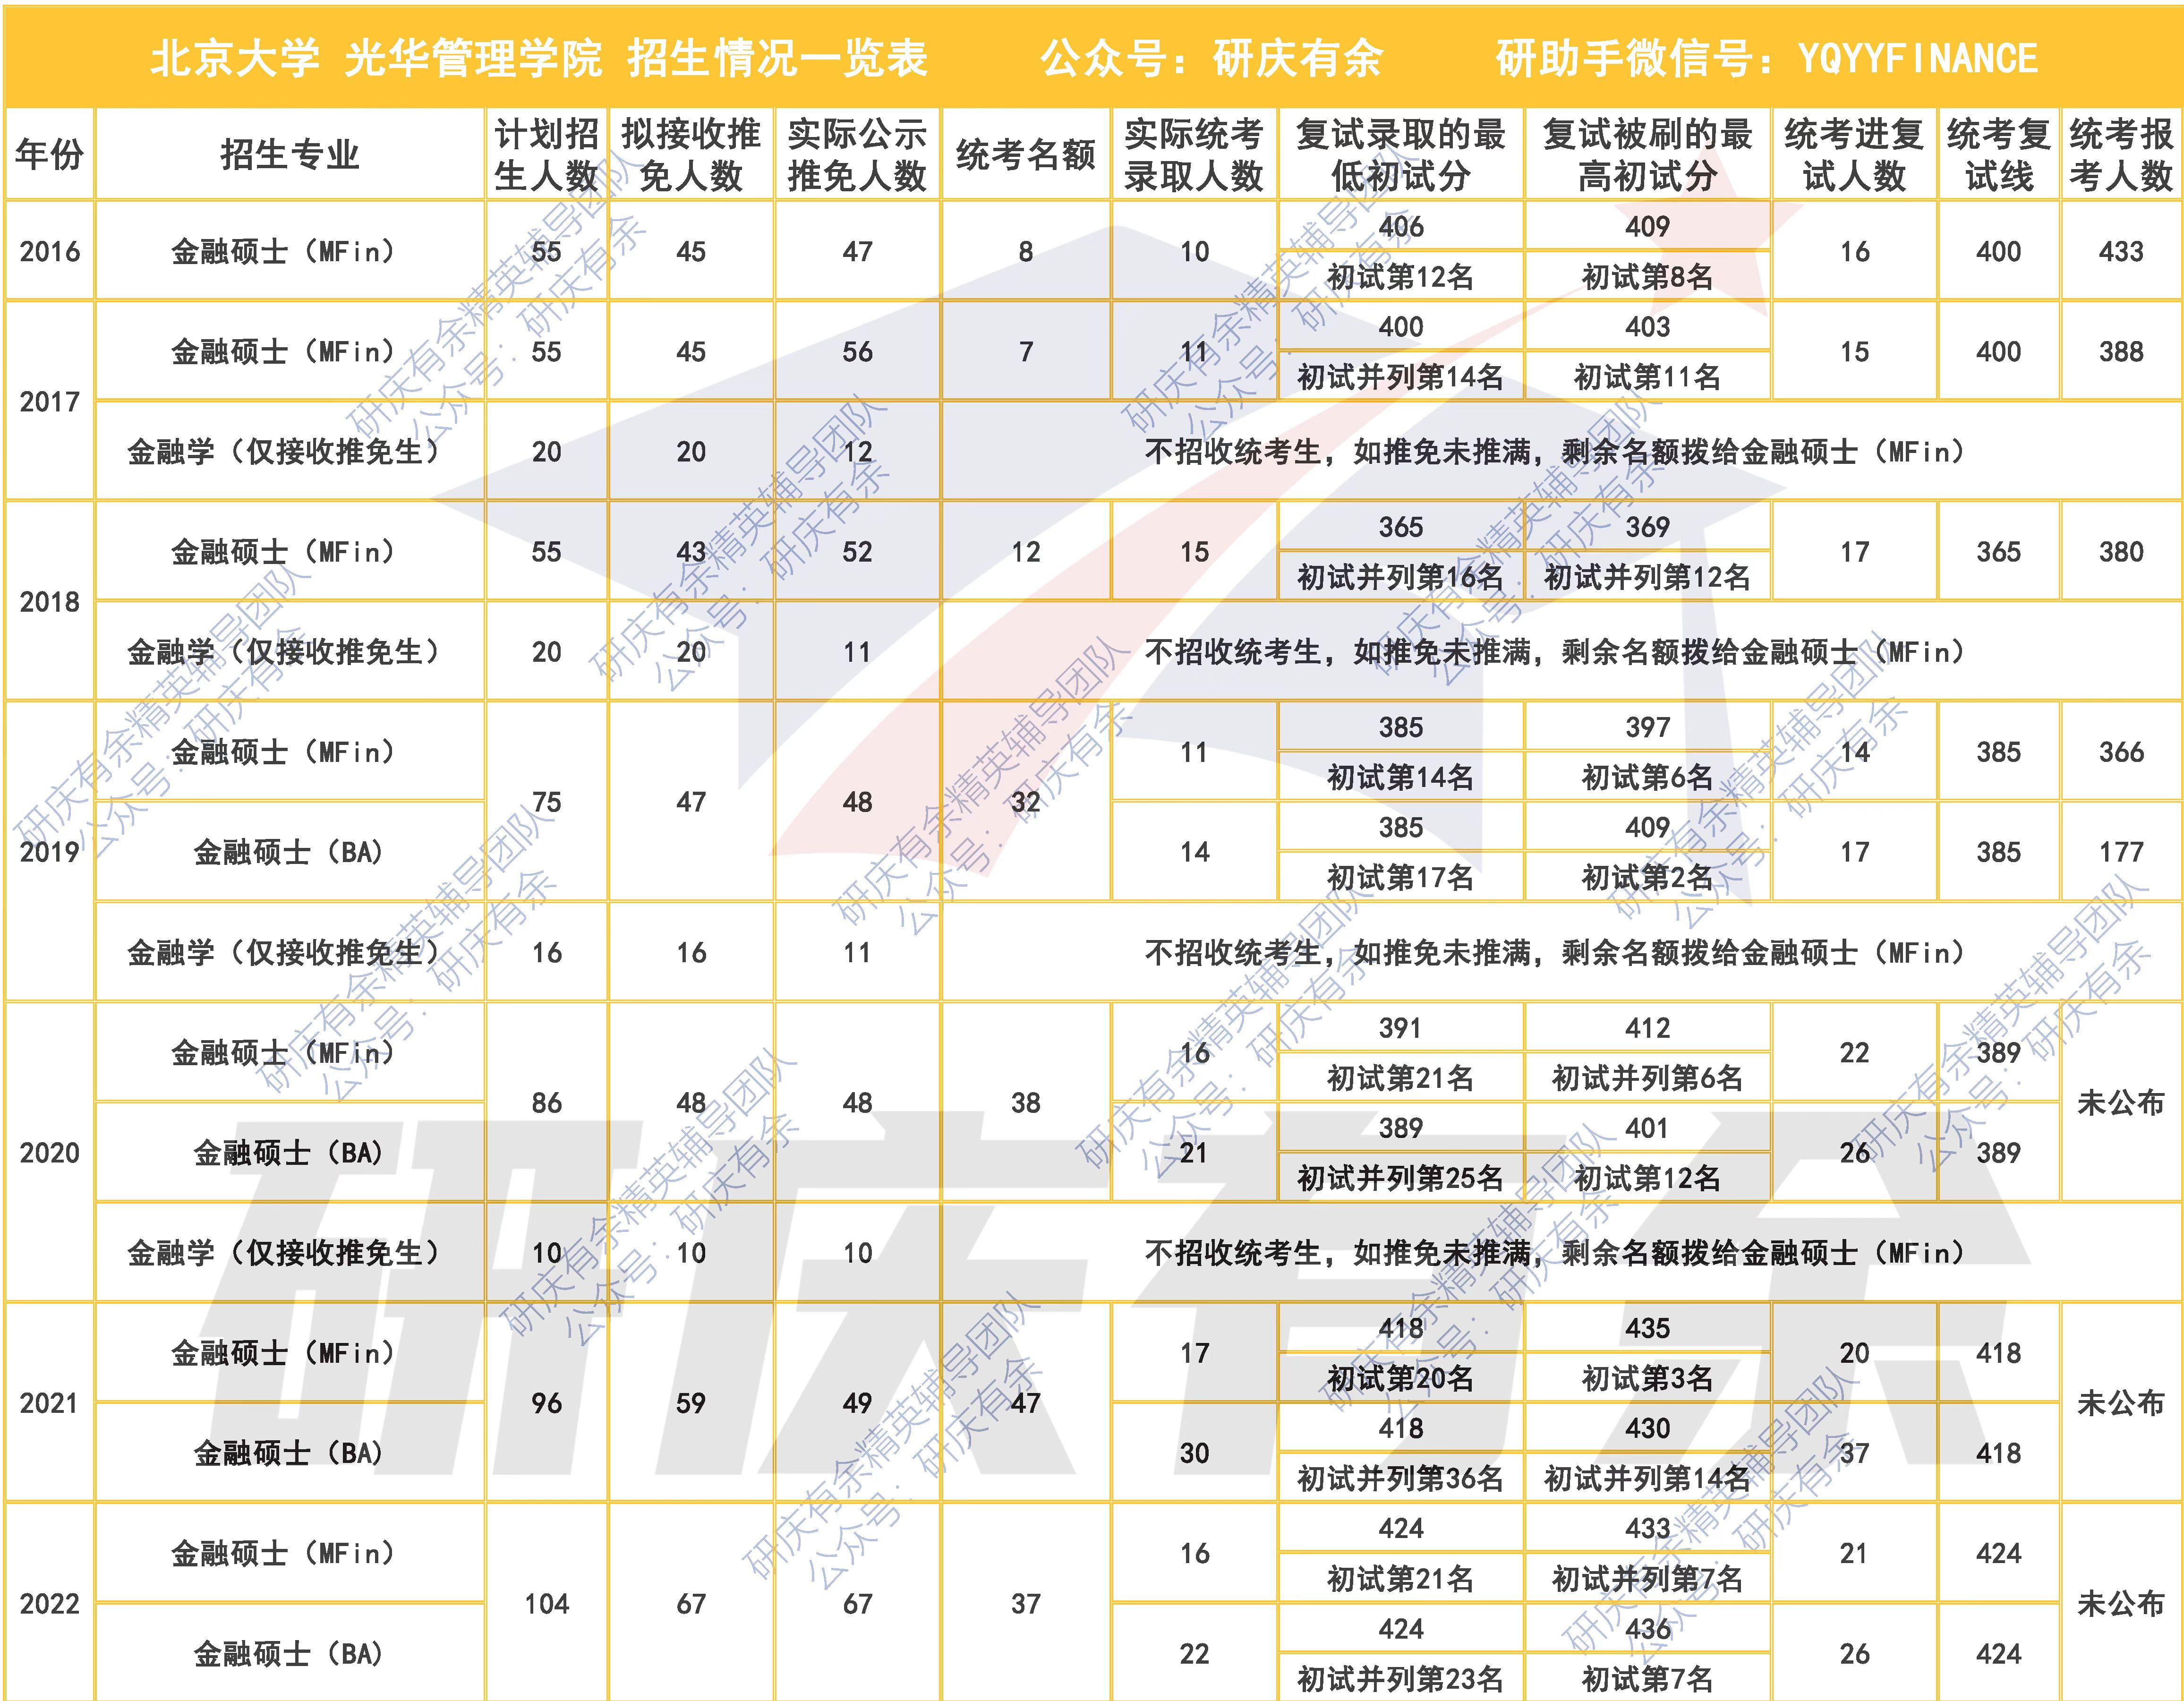 北京大学 光华管理学院 招生情况一览表 公众号：研庆有余 研助手微信号：YQYYFINANCE
年份 招生专业 计划招生人数 拟接收推免人数 实际公示推免人数 统考名额 实际统考录取人数 复试录取的最低初试分 复试被刷的最高初试分 统考进复试人数 统考复试线 统考报考人数
2016 金融硕士（MFin） 55 45 47 8 10 406 409 16 400 433
初试第12名 初试第8名
2017 金融硕士（MFin） 55 45 56 7 11 400 403 15 400 388
初试并列第14名 初试第11名
金融学（仅接收推免生） 20 20 12 不招收统考生，如推免未推满，剩余名额拨给金融硕士（MFin）
2018 金融硕士（MFin） 55 43 52 12 15 365 369 17 365 380
初试并列第16名 初试并列第12名
金融学（仅接收推免生） 20 20 11 不招收统考生，如推免未推满，剩余名额拨给金融硕士（MFin）
2019 金融硕士（MFin） 75 47 48 32 11 385 397 14 385 366
初试第14名 初试第6名
金融硕士（BA） 14 385 409 17 385 177
初试第17名 初试第2名
金融学（仅接收推免生） 16 16 11 不招收统考生，如推免未推满，剩余名额拨给金融硕士（MFin）
2020 金融硕士（MFin） 86 48 48 38 16 391 412 22 389 未公布
初试第21名 初试并列第6名
金融硕士（BA） 21 389 401 26 389
初试并列第25名 初试第12名
金融学（仅接收推免生） 10 10 10 不招收统考生，如推免未推满，剩余名额拨给金融硕士（MFin）
2021 金融硕士（MFin） 96 59 49 47 17 418 435 20 418 未公布
初试第20名 初试第3名
金融硕士（BA） 30 418 430 37 418
初试并列第36名 初试并列第14名
2022 金融硕士（MFin） 104 67 67 37 16 424 433 21 424 未公布
初试第21名 初试并列第7名
金融硕士（BA） 22 424 436 26 424
初试并列第23名 初试第7名
研庆有余
研庆有余精英辅导团队
公众号：研庆有余